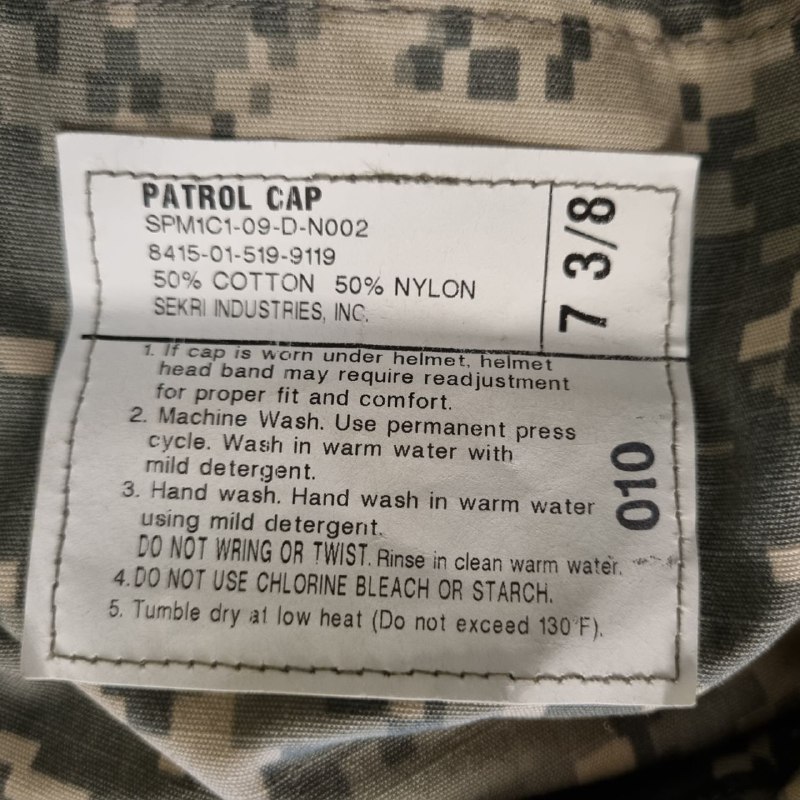 PATROL CAP
SPM1C1-09-D-N002
8415-01-519-9119
50% COTTON 50% NYLON
SEKRI INDUSTRIES, INC.
7 3/8
1. If cap is worn under helmet, helmet
head band may require readjustment
for proper fit and comfort.
2. Machine Wash. Use permanent press
cycle. Wash in warm water with
mild detergent.
3. Hand wash. Hand wash in warm water
using mild detergent.
DO NOT WRING OR TWIST. Rinse in clean warm water.
4. DO NOT USE CHLORINE BLEACH OR STARCH.
5. Tumble dry at low heat (Do not exceed 130°F).
010